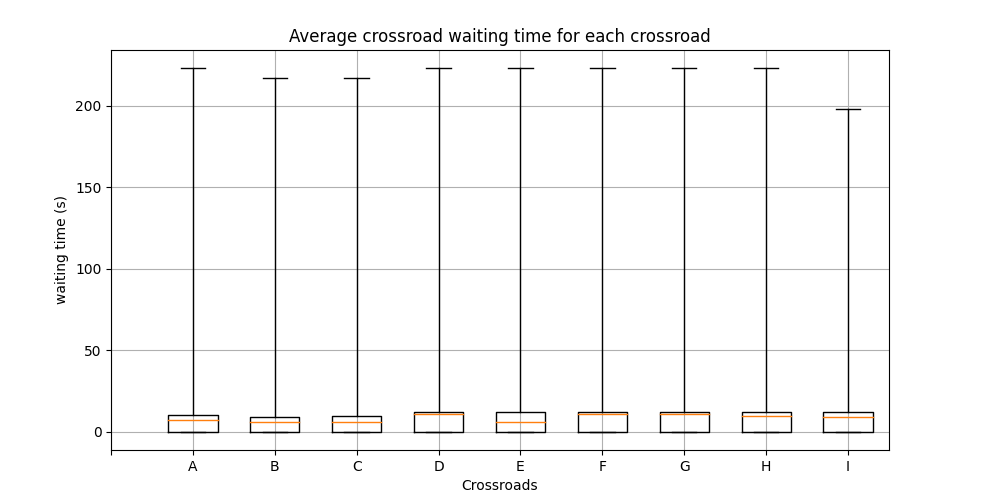 Average crossroad waiting time for each crossroad
waiting time (s)
200
150
100
50
0
A B C D E F G H I
Crossroads